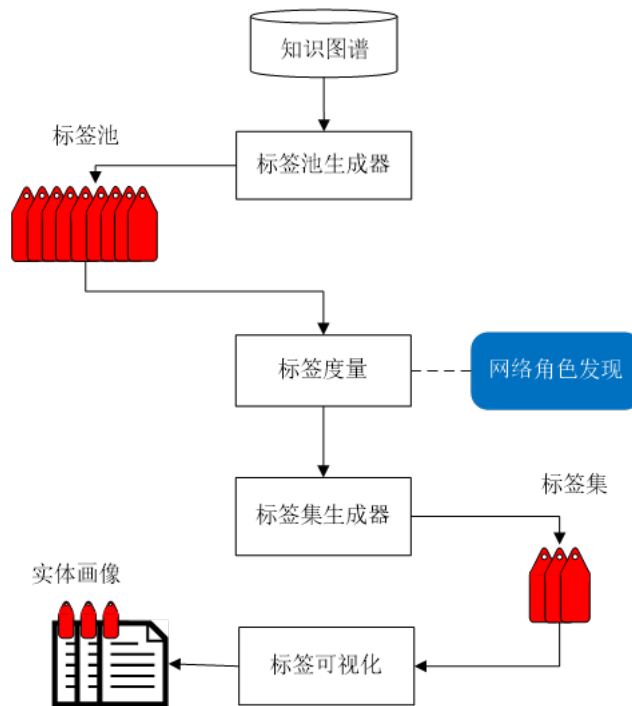 知识图谱
标签池
标签池生成器
标签度量
网络角色发现
标签集生成器
标签集
实体画像
标签可视化